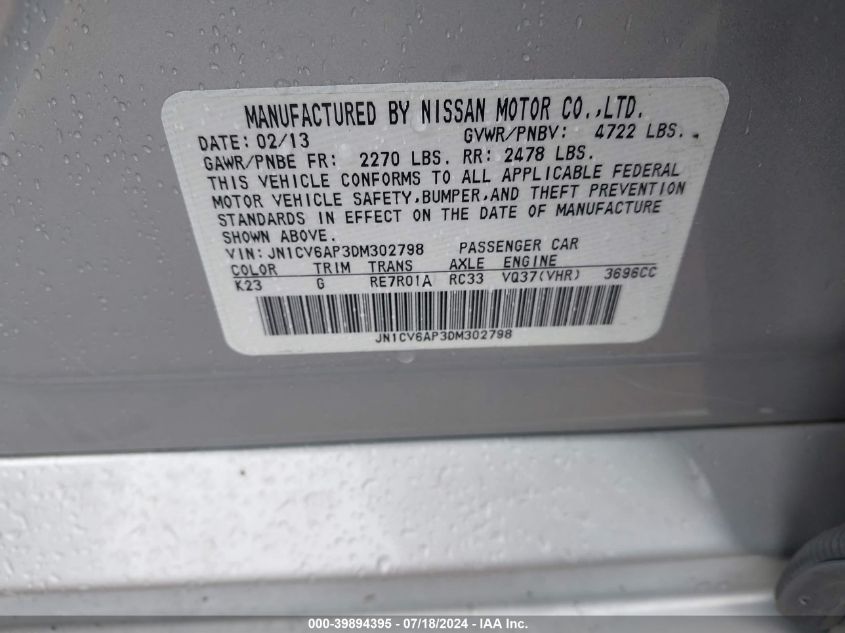 MANUFACTURED BY NISSAN MOTOR CO.,LTD.
DATE: 02/13 GVWR/PNBV: 4722 LBS.
GAWR/PNBE FR: 2270 LBS. RR: 2478 LBS.
THIS VEHICLE CONFORMS TO ALL APPLICABLE FEDERAL
MOTOR VEHICLE SAFETY,BUMPER,AND THEFT PREVENTION
STANDARDS IN EFFECT ON THE DATE OF MANUFACTURE
SHOWN ABOVE.
VIN: JN1CV6AP3DM302798 PASSENGER CAR
COLOR TRIM TRANS AXLE ENGINE
K23 G RE7R01A RC33 VQ37(VHR) 3696CC
JN1CV6AP3DM302798
000-39894395 - 07/18/2024 - IAA Inc.